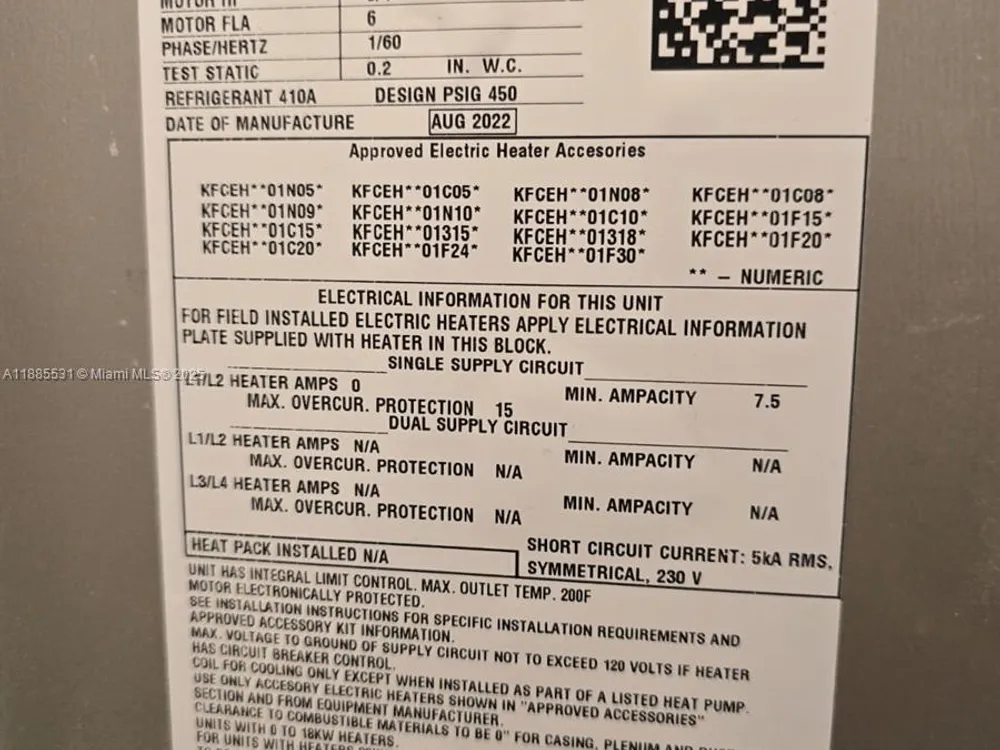 MOTOR HP
MOTOR FLA 6
PHASE/HERTZ 1/60
TEST STATIC 0.2 IN. W.C.
REFRIGERANT 410A DESIGN PSIG 450
DATE OF MANUFACTURE AUG 2022
Approved Electric Heater Accesories
KFCEH**01N05* KFCEH**01C05* KFCEH**01N08* KFCEH**01C08*
KFCEH**01N09* KFCEH**01N10* KFCEH**01C10* KFCEH**01F15*
KFCEH**01C15* KFCEH**01315* KFCEH**01318* KFCEH**01F20*
KFCEH**01C20* KFCEH**01F24* KFCEH**01F30*
** – NUMERIC
ELECTRICAL INFORMATION FOR THIS UNIT
FOR FIELD INSTALLED ELECTRIC HEATERS APPLY ELECTRICAL INFORMATION
PLATE SUPPLIED WITH HEATER IN THIS BLOCK.
SINGLE SUPPLY CIRCUIT
A11885531 © Miami MLS © 2025
L1/L2 HEATER AMPS 0 MIN. AMPACITY 7.5
MAX. OVERCUR. PROTECTION 15
DUAL SUPPLY CIRCUIT
L1/L2 HEATER AMPS N/A MIN. AMPACITY N/A
MAX. OVERCUR. PROTECTION N/A
L3/L4 HEATER AMPS N/A MIN. AMPACITY N/A
MAX. OVERCUR. PROTECTION N/A
HEAT PACK INSTALLED N/A
SHORT CIRCUIT CURRENT: 5kA RMS,
SYMMETRICAL, 230 V
UNIT HAS INTEGRAL LIMIT CONTROL. MAX. OUTLET TEMP. 200F
MOTOR ELECTRONICALLY PROTECTED.
SEE INSTALLATION INSTRUCTIONS FOR SPECIFIC INSTALLATION REQUIREMENTS AND
APPROVED ACCESSORY KIT INFORMATION.
MAX. VOLTAGE TO GROUND OF SUPPLY CIRCUIT NOT TO EXCEED 120 VOLTS IF HEATER
HAS CIRCUIT BREAKER CONTROL.
COIL FOR COOLING ONLY EXCEPT WHEN INSTALLED AS PART OF A LISTED HEAT PUMP.
USE ONLY ACCESORY ELECTRIC HEATERS SHOWN IN "APPROVED ACCESSORIES"
SECTION AND FROM EQUIPMENT MANUFACTURER.
CLEARANCE TO COMBUSTIBLE MATERIALS TO BE 0" FOR CASING, PLENUM AND
UNITS WITH 0 TO 18KW HEATERS.
FOR UNITS WITH HEATERS